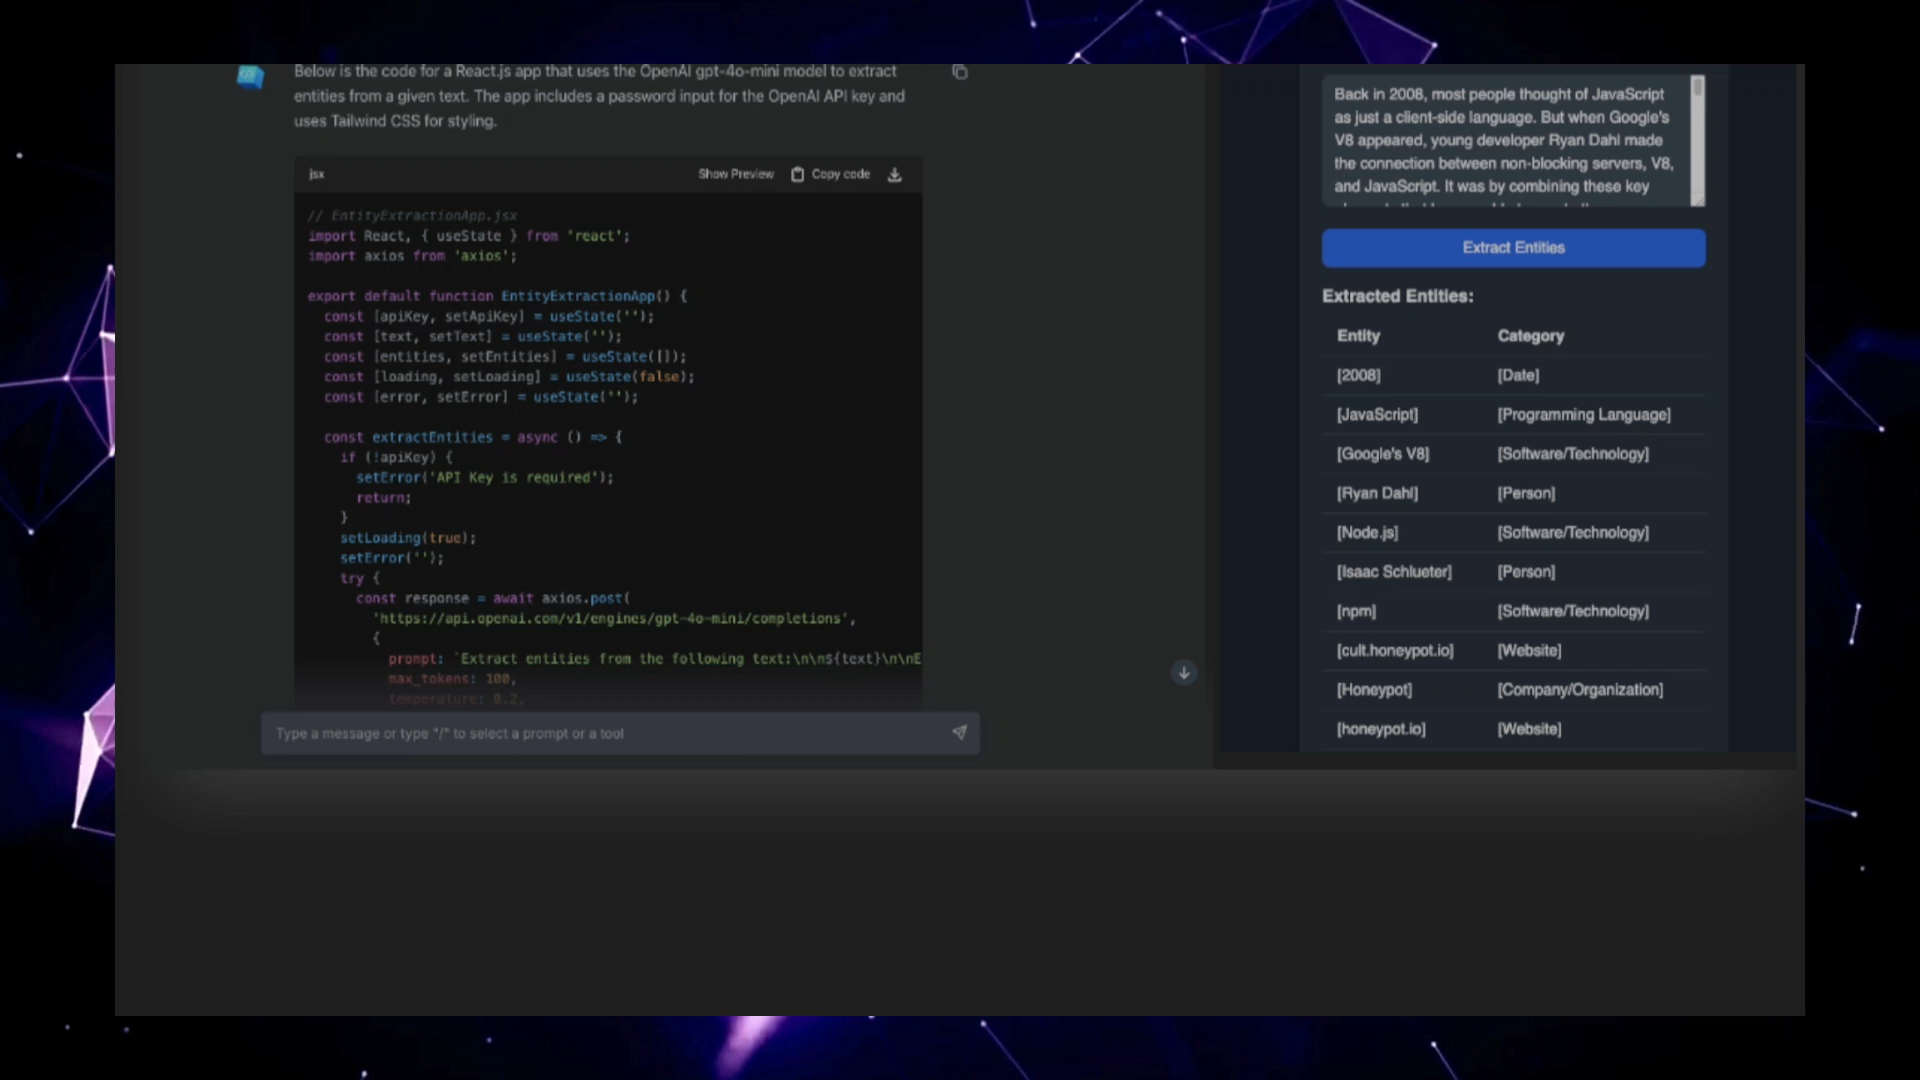 Below is the code for a React.js app that uses the OpenAI gpt-4o-mini model to extract
entities from a given text. The app includes a password input for the OpenAI API key and
uses Tailwind CSS for styling.
jsx
Show Preview
Copy code
// EntityExtractionApp.jsx
import React, { useState } from 'react';
import axios from 'axios';
export default function EntityExtractionApp() {
const [apiKey, setApiKey] = useState('');
const [text, setText] = useState('');
const [entities, setEntities] = useState([]);
const [loading, setLoading] = useState(false);
const [error, setError] = useState('');
const extractEntities = async () => {
if (!apiKey) {
setError('API Key is required');
return;
}
setLoading(true);
setError('');
try {
const response = await axios.post(
'https://api.openai.com/v1/engines/gpt-4o-mini/completions',
{
prompt: `Extract entities from the following text:\n\n${text}\n\nE
max_tokens: 100,
temperature: 0.2,
Type a message or type "/" to select a prompt or a tool
Back in 2008, most people thought of JavaScript
as just a client-side language. But when Google's
V8 appeared, young developer Ryan Dahl made
the connection between non-blocking servers, V8,
and JavaScript. It was by combining these key
Extract Entities
Extracted Entities:
Entity Category
[2008] [Date]
[JavaScript] [Programming Language]
[Google's V8] [Software/Technology]
[Ryan Dahl] [Person]
[Node.js] [Software/Technology]
[Isaac Schlueter] [Person]
[npm] [Software/Technology]
[cult.honeypot.io] [Website]
[Honeypot] [Company/Organization]
[honeypot.io] [Website]